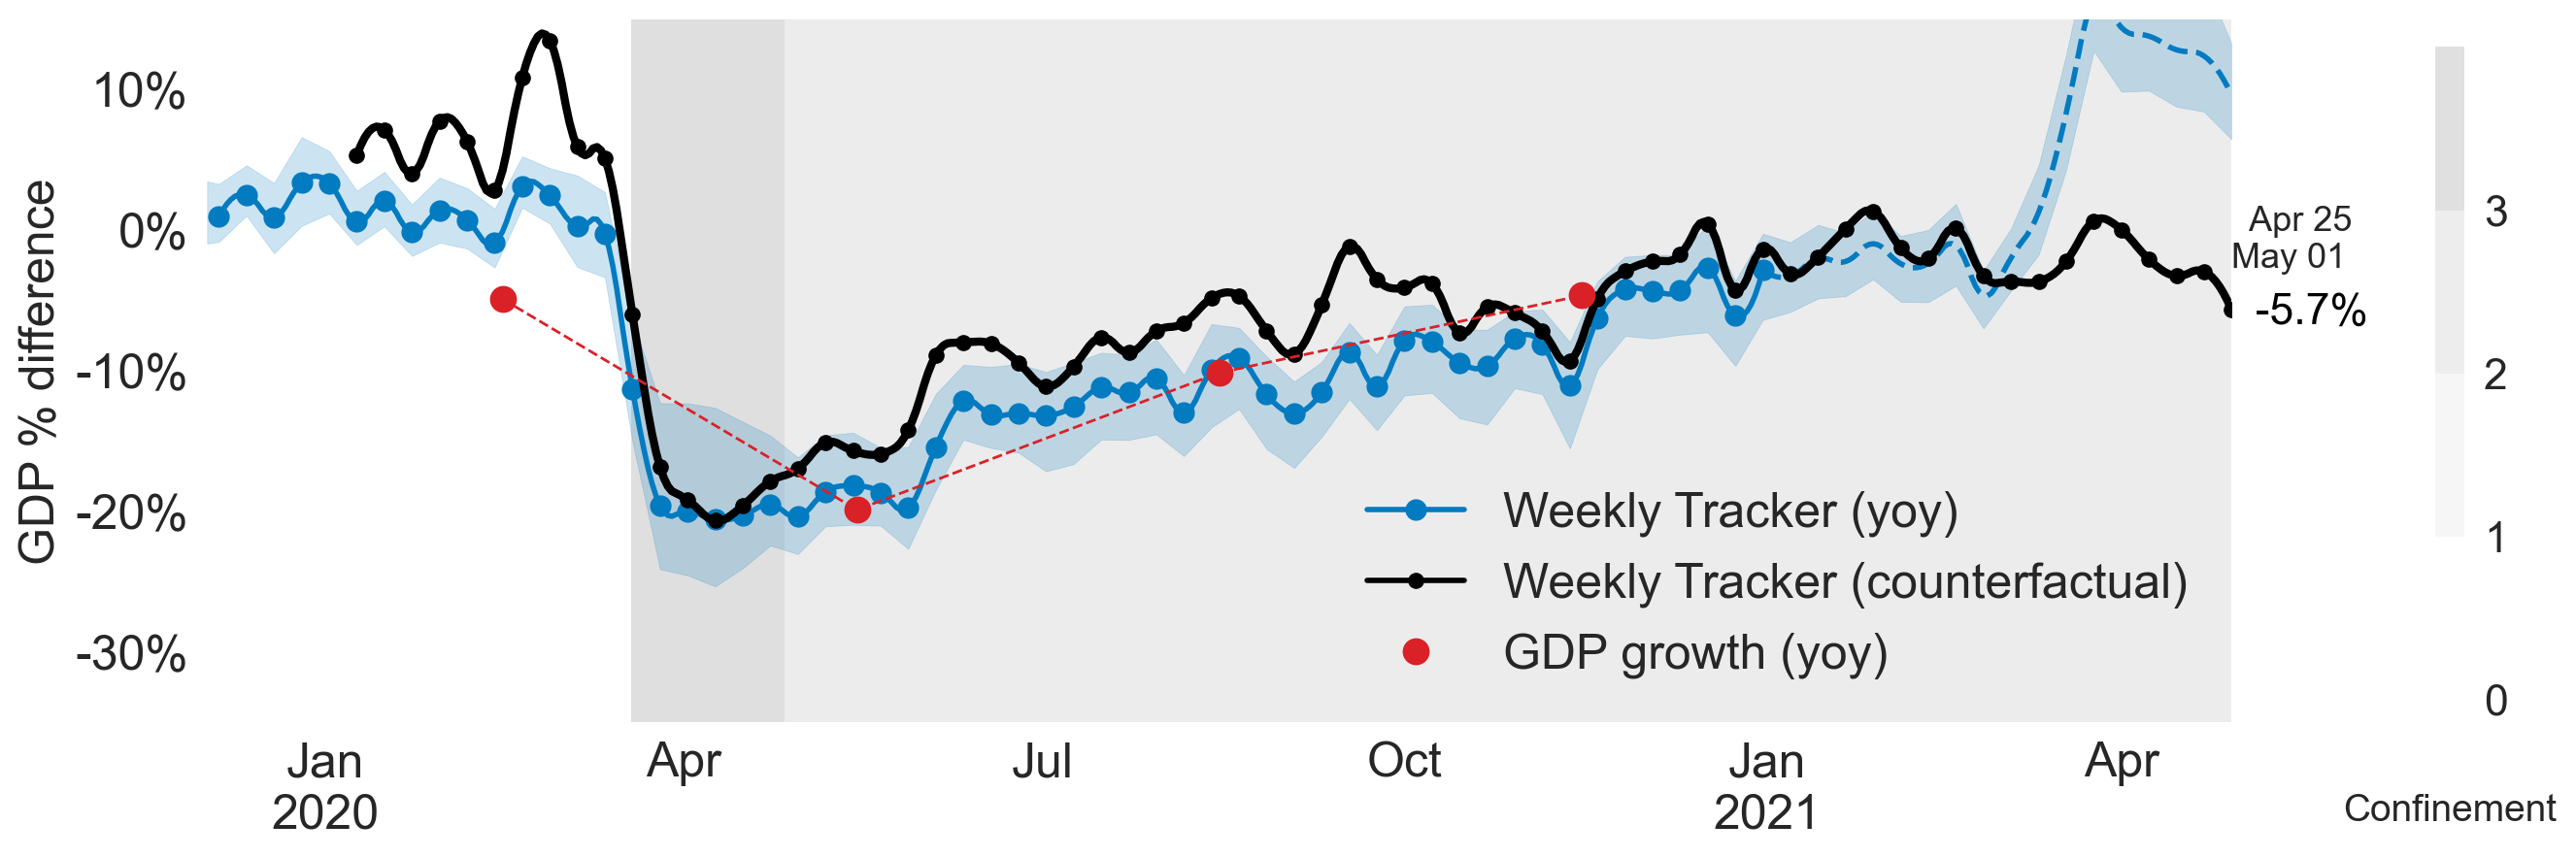 GDP % difference
10%
0%
-10%
-20%
-30%
Jan
2020
Apr
Jul
Oct
Jan
2021
Apr
Weekly Tracker (yoy)
Weekly Tracker (counterfactual)
GDP growth (yoy)
Apr 25
May 01
-5.7%
3
2
1
0
Confinement